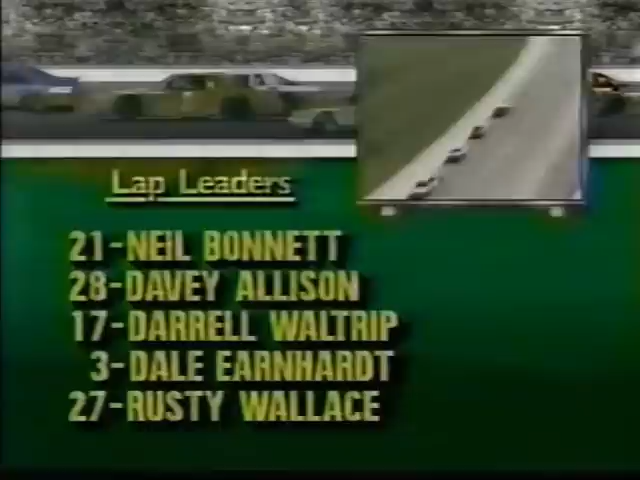 Lap Leaders
21-NEIL BONNETT
28-DAVEY ALLISON
17-DARRELL WALTRIP
3-DALE EARNHARDT
27-RUSTY WALLACE